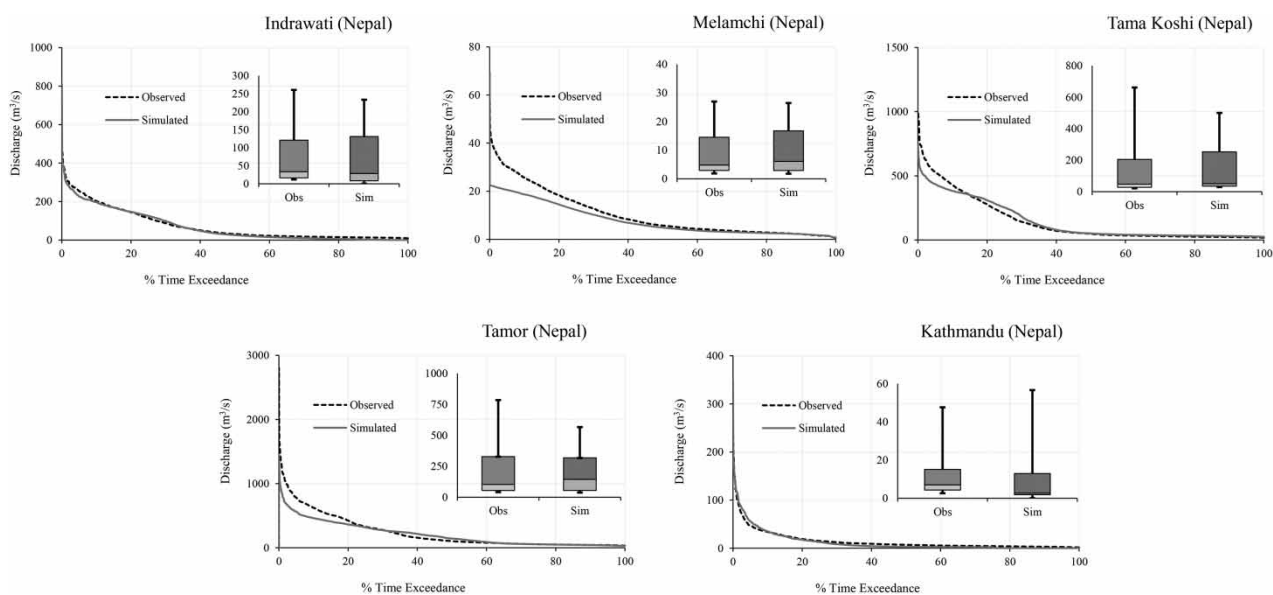 Indrawati (Nepal)
1000
800
600
400
200
0
Discharge (m³/s)
Observed
Simulated
300
250
200
150
100
50
0
Obs Sim
0 20 40 60 80 100
% Time Exceedance
Melamchi (Nepal)
80
60
40
20
0
Discharge (m³/s)
Observed
Simulated
40
30
20
10
0
Obs Sim
0 20 40 60 80 100
% Time Exceedance
Tama Koshi (Nepal)
1500
1000
500
0
Discharge (m³/s)
Observed
Simulated
800
600
400
200
0
Obs Sim
0 20 40 60 80 100
% Time Exceedance
Tamor (Nepal)
3000
2000
1000
0
Discharge (m³/s)
Observed
Simulated
1000
750
500
250
0
Obs Sim
0 20 40 60 80 100
% Time Exceedance
Kathmandu (Nepal)
400
300
200
100
0
Discharge (m³/s)
Observed
Simulated
60
40
20
0
Obs Sim
0 20 40 60 80 100
% Time Exceedance